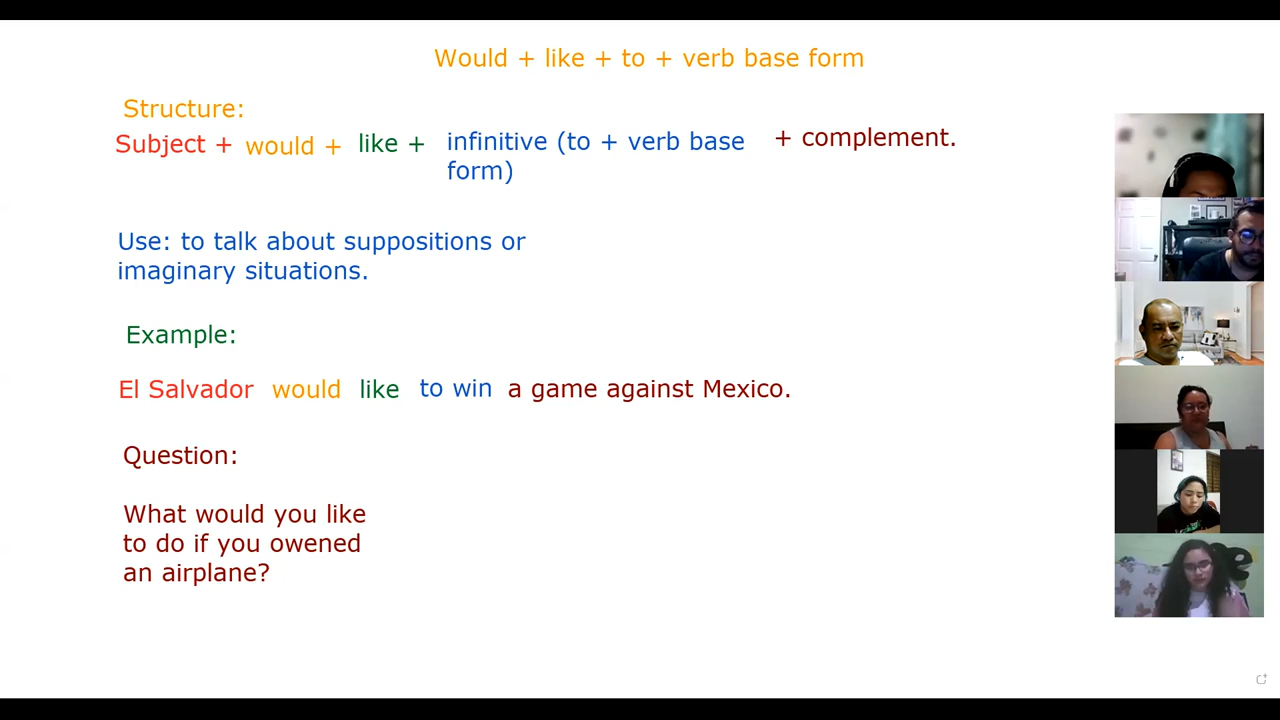 Would + like + to + verb base form
Structure:
Subject + would + like + infinitive (to + verb base + complement.
form)
Use: to talk about suppositions or
imaginary situations.
Example:
El Salvador would like to win a game against Mexico.
Question:
What would you like
to do if you owened
an airplane?